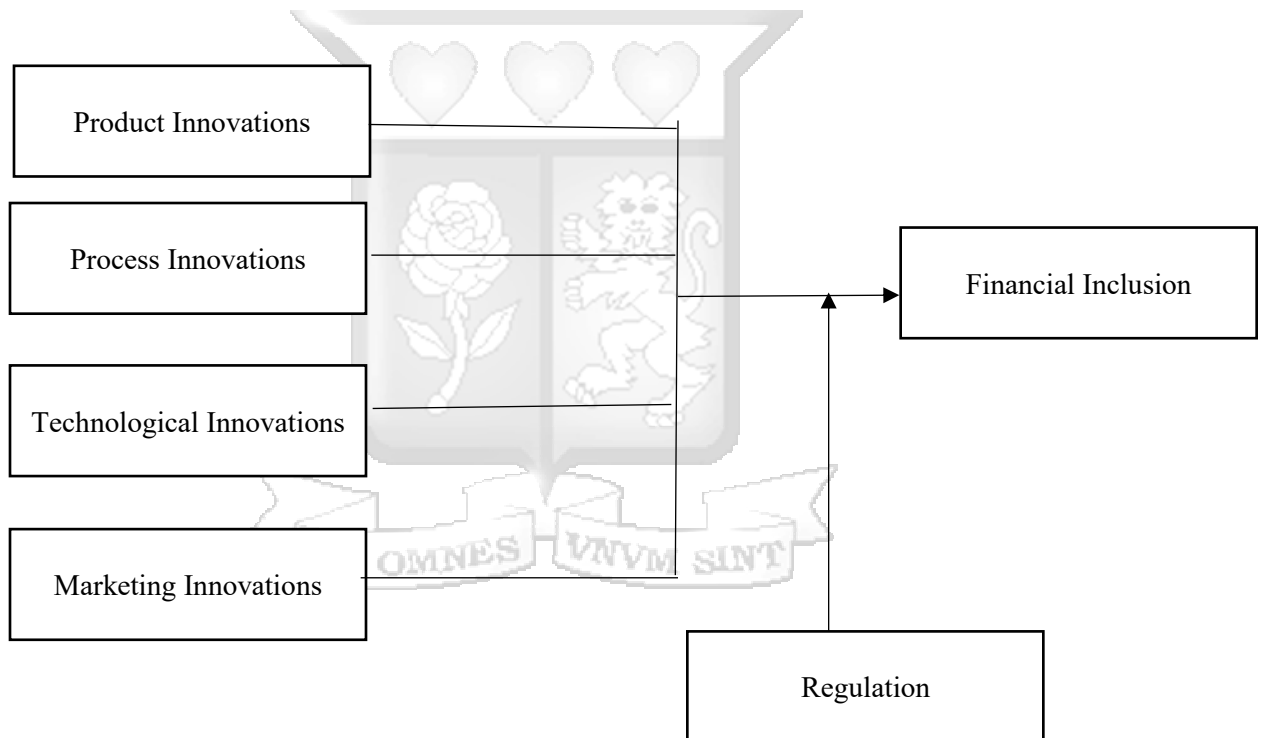 Product Innovations
Process Innovations
Financial Inclusion
Technological Innovations
OMNES VNVM SINT
Marketing Innovations
Regulation